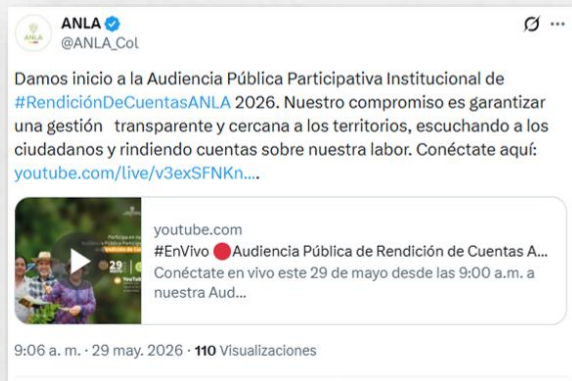 ANLA
@ANLA_Col
Damos inicio a la Audiencia Pública Participativa Institucional de
#RendiciónDeCuentasANLA 2026. Nuestro compromiso es garantizar
una gestión transparente y cercana a los territorios, escuchando a los
ciudadanos y rindiendo cuentas sobre nuestra labor. Conéctate aquí:
youtube.com/live/v3exSFNKn....
29
youtube.com
#EnVivo 🔴Audiencia Pública de Rendición de Cuentas A...
Conéctate en vivo este 29 de mayo desde las 9:00 a.m. a
nuestra Aud...
9:06 a. m. · 29 may. 2026 · 110 Visualizaciones